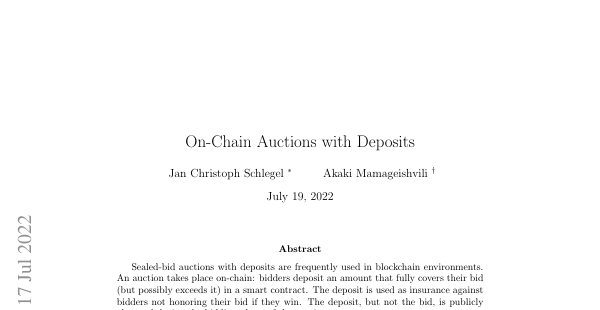 On-Chain Auctions with Deposits
Jan Christoph Schlegel * Akaki Mamageishvili †
July 19, 2022
Abstract
Sealed-bid auctions with deposits are frequently used in blockchain environments.
An auction takes place on-chain: bidders deposit an amount that fully covers their bid
(but possibly exceeds it) in a smart contract. The deposit is used as insurance against
bidders not honoring their bid if they win. The deposit, but not the bid, is publicly
17 Jul 2022